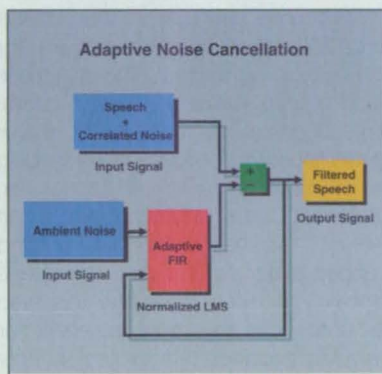 Adaptive Noise Cancellation
Speech
+
Correlated Noise
Input Signal
+
−
Filtered
Speech
Output Signal
Ambient Noise
Input Signal
Adaptive
FIR
Normalized LMS